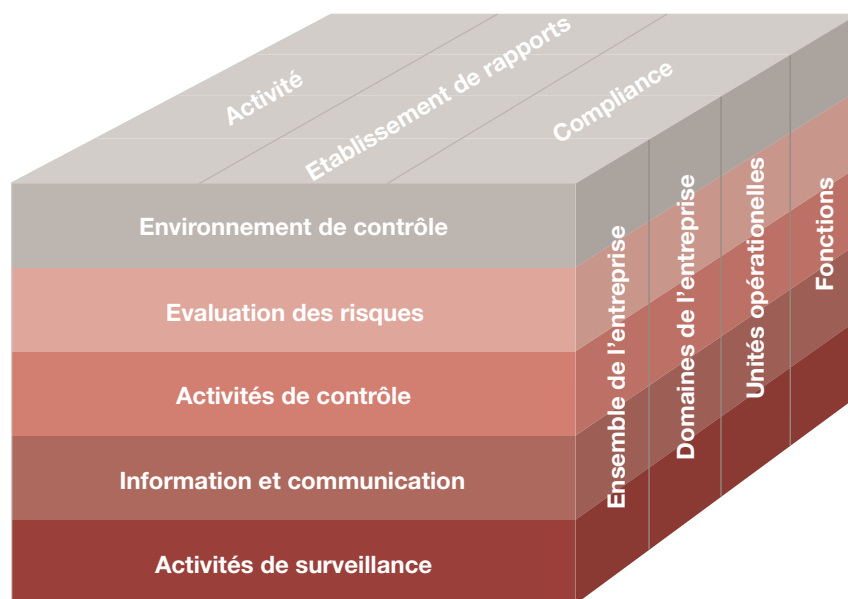 Activité
Etablissement de rapports
Compliance
Environnement de contrôle
Evaluation des risques
Activités de contrôle
Information et communication
Activités de surveillance
Ensemble de l'entreprise
Domaines de l'entreprise
Unités opérationelles
Fonctions